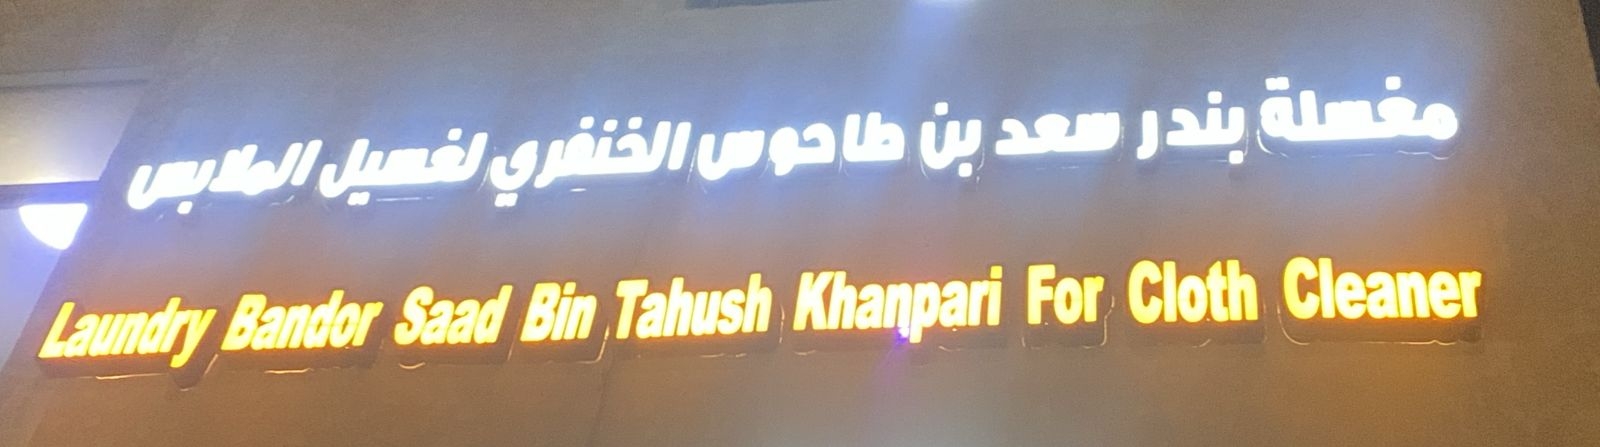 مغسلة بندر سعد بن طاحوس الخنفري لغسيل الملابس
Laundry Bandor Saad Bin Tahush Khanpari For Cloth Cleaner